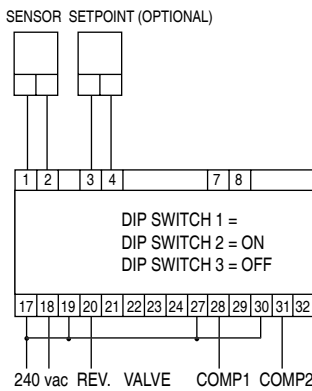 SENSOR SETPOINT (OPTIONAL)
1 2 3 4 7 8
DIP SWITCH 1 =
DIP SWITCH 2 = ON
DIP SWITCH 3 = OFF
17 18 19 20 21 22 23 24 27 28 29 30 31 32
240 vac REV. VALVE COMP1 COMP2